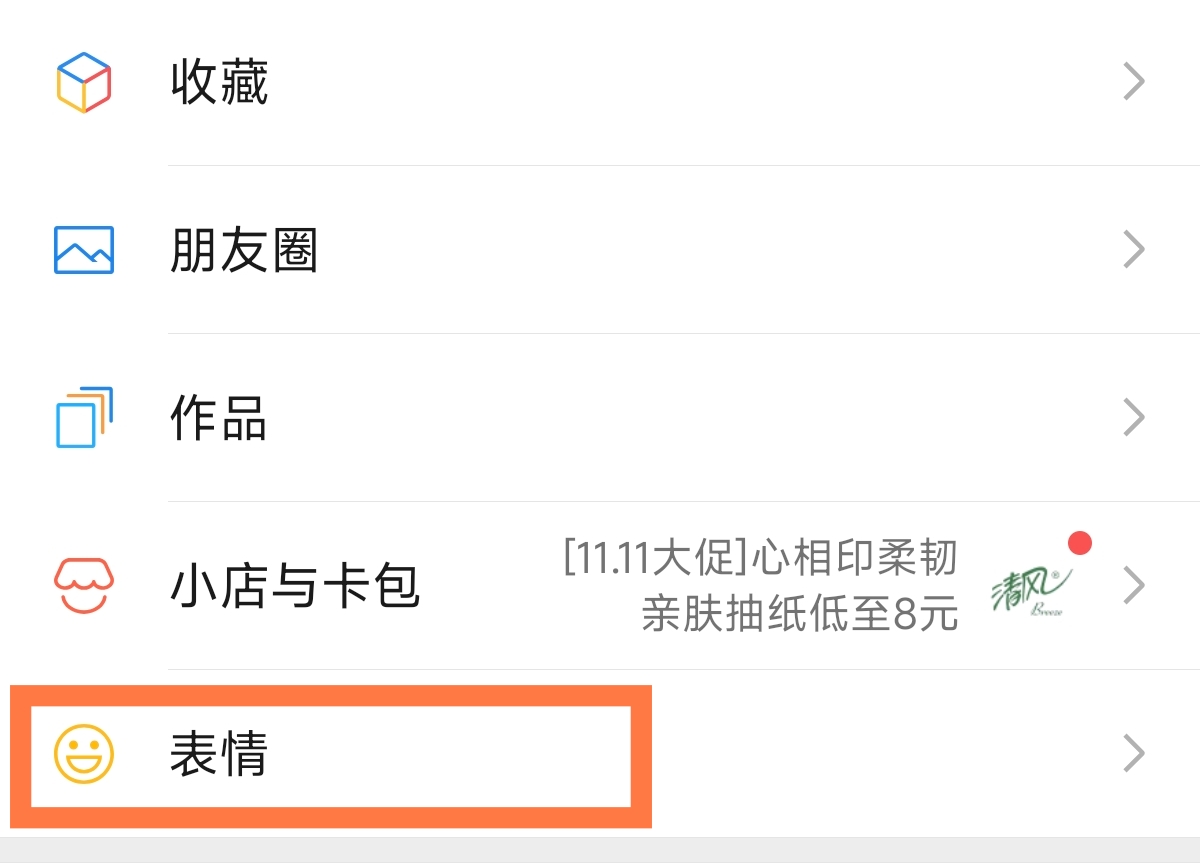 收藏
朋友圈
作品
小店与卡包
[11.11大促]心相印柔韧
亲肤抽纸低至8元
清风®
Breeze
表情